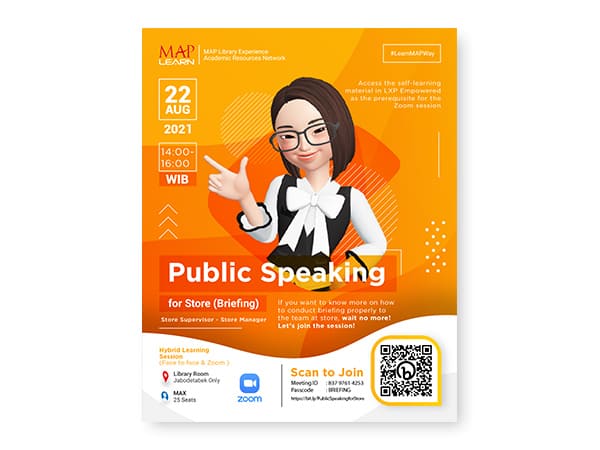 MAP
LEARN
MAP Library Experience
Academic Resources Network
#LearnMAPWay
Access the self-learning
material in LXP Empowered
as the prerequisite for the
Zoom session
22
AUG
2021
14:00-
16:00
WIB
Public Speaking
for Store (Briefing)
Store Supervisor - Store Manager
If you want to know more on how
to conduct briefing properly to
the team at store, wait no more!
Let's join the session!
Hybrid Learning
Session
(Face to face & Zoom )
Library Room
Jabodetabek Only
MAX
25 Seats
zoom
Scan to Join
Meeting ID : 837 9761 4253
Passcode : BRIEFING
https://bit.ly/PublicSpeakingforStore
b